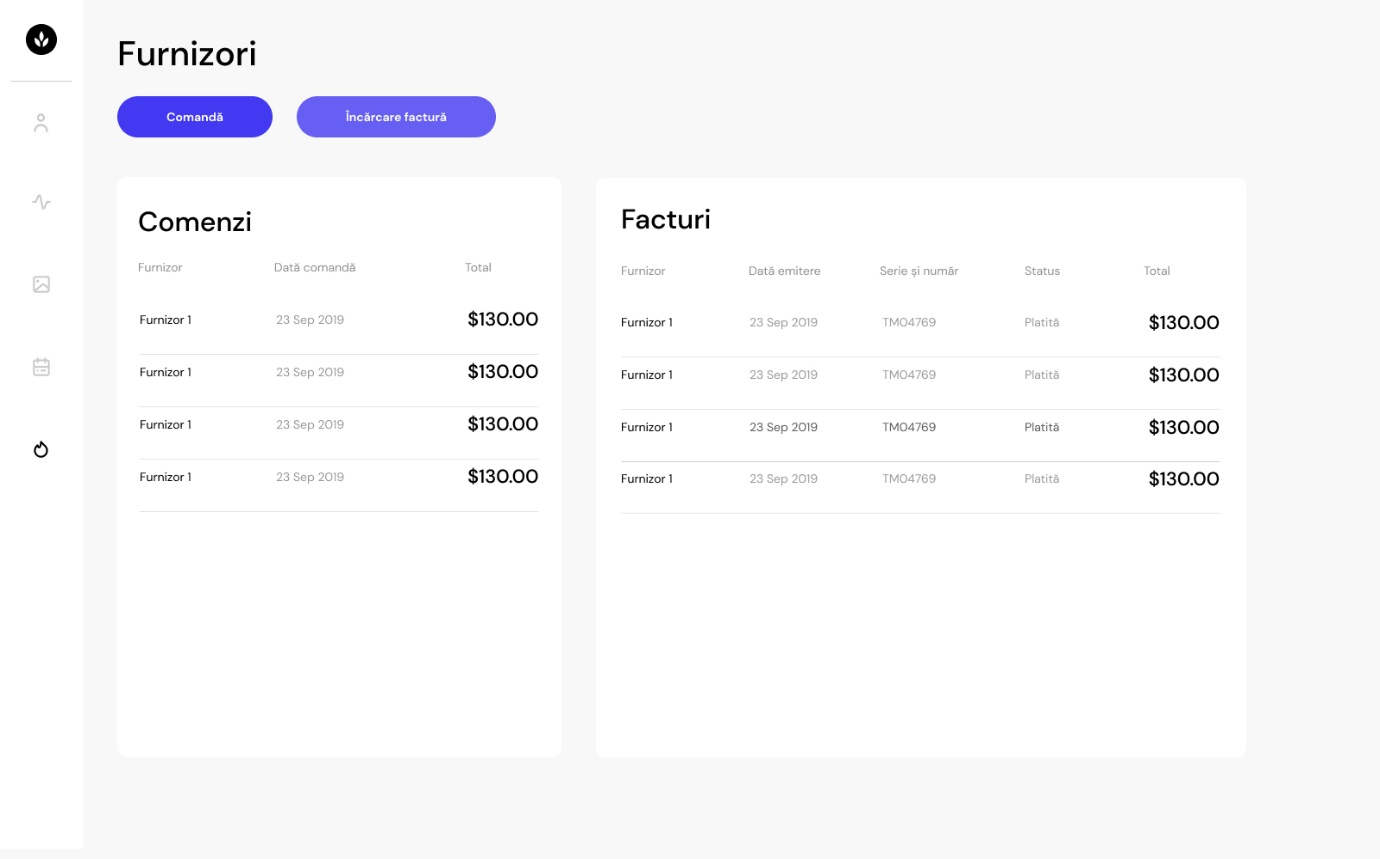 Furnizori
Comandă
Încărcare factură
Comenzi
Furnizor Dată comandă Total
Furnizor 1 23 Sep 2019 $130.00
Furnizor 1 23 Sep 2019 $130.00
Furnizor 1 23 Sep 2019 $130.00
Furnizor 1 23 Sep 2019 $130.00
Facturi
Furnizor Dată emitere Serie și număr Status Total
Furnizor 1 23 Sep 2019 TM04769 Platită $130.00
Furnizor 1 23 Sep 2019 TM04769 Platită $130.00
Furnizor 1 23 Sep 2019 TM04769 Platită $130.00
Furnizor 1 23 Sep 2019 TM04769 Platită $130.00